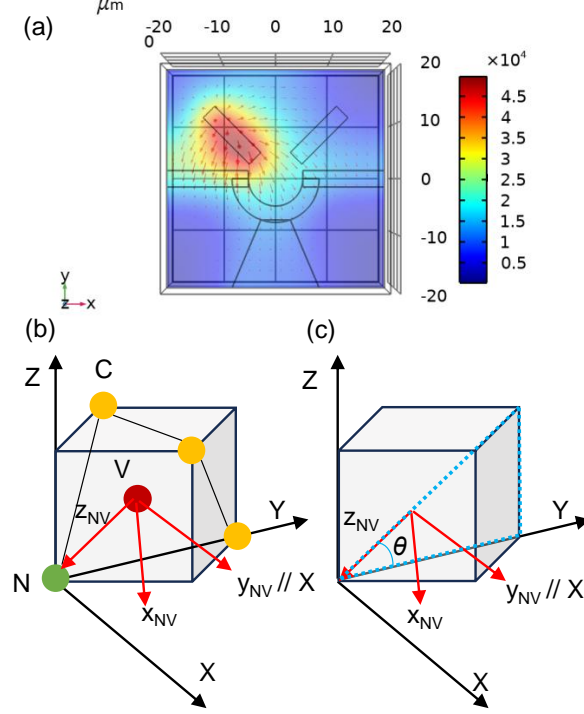 μm
(a)
-20 -10 0 10 20
0
20
10
0
-10
-20
×10⁴
4.5
4
3.5
3
2.5
2
1.5
1
0.5
y
z x
(b)
(c)
Z
C
V
z_NV
N
Y
y_NV // X
x_NV
X
Z
z_NV
θ
Y
y_NV // X
x_NV
X